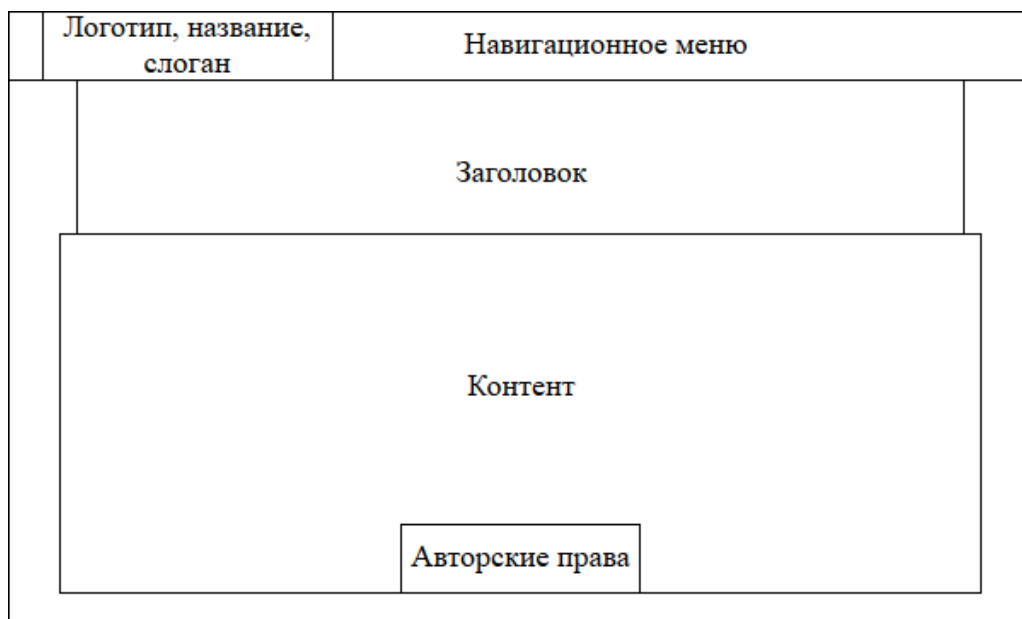 Логотип, название,
слоган
Навигационное меню
Заголовок
Контент
Авторские права